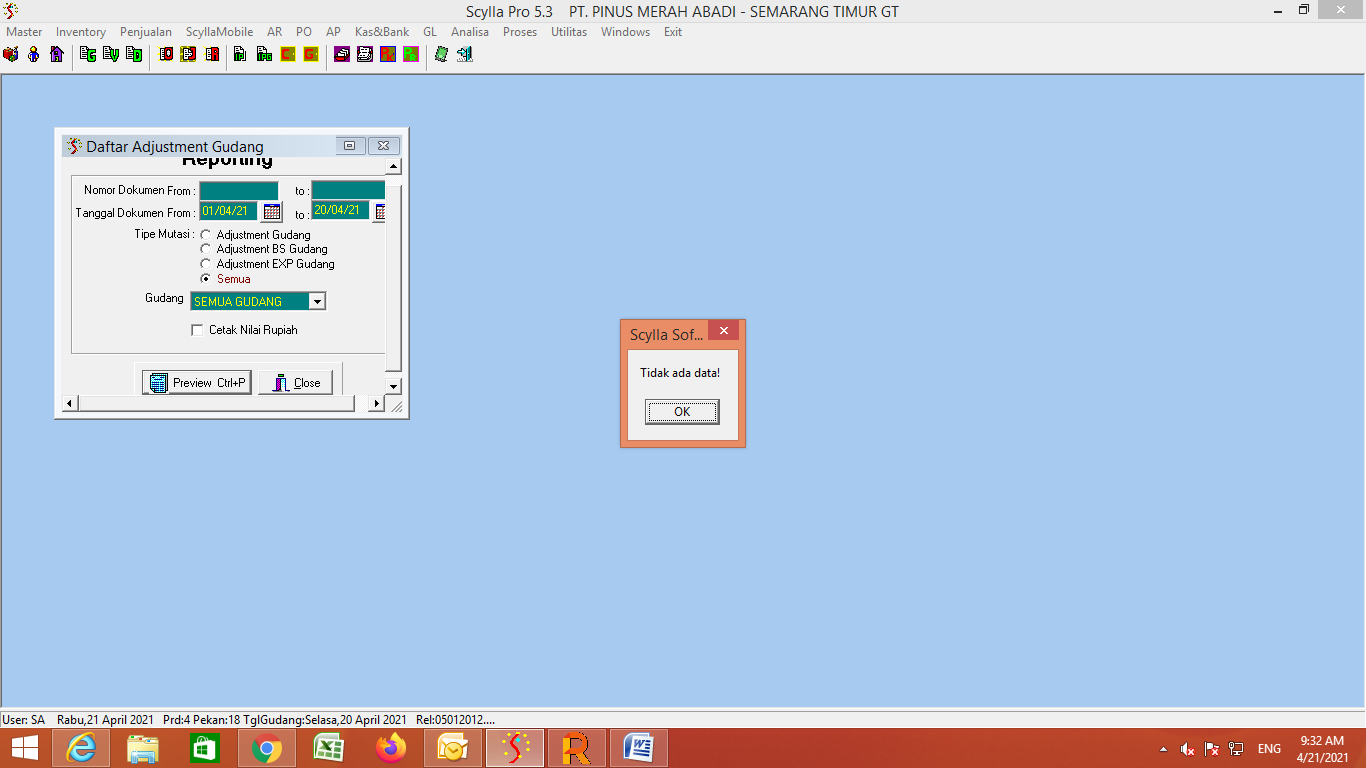 Scylla Pro 5.3 PT. PINUS MERAH ABADI - SEMARANG TIMUR GT
Master Inventory Penjualan ScyllaMobile AR PO AP Kas&Bank GL Analisa Proses Utilitas Windows Exit
Daftar Adjustment Gudang
Reporting
Nomor Dokumen From : to :
Tanggal Dokumen From : 01/04/21 to : 20/04/21
Tipe Mutasi : Adjustment Gudang
Adjustment BS Gudang
Adjustment EXP Gudang
Semua
Gudang SEMUA GUDANG
Cetak Nilai Rupiah
Preview Ctrl+P Close
Scylla Sof...
Tidak ada data!
OK
User: SA Rabu,21 April 2021 Prd:4 Pekan:18 TglGudang:Selasa,20 April 2021 Rel:05012012....
ENG
9:32 AM
4/21/2021